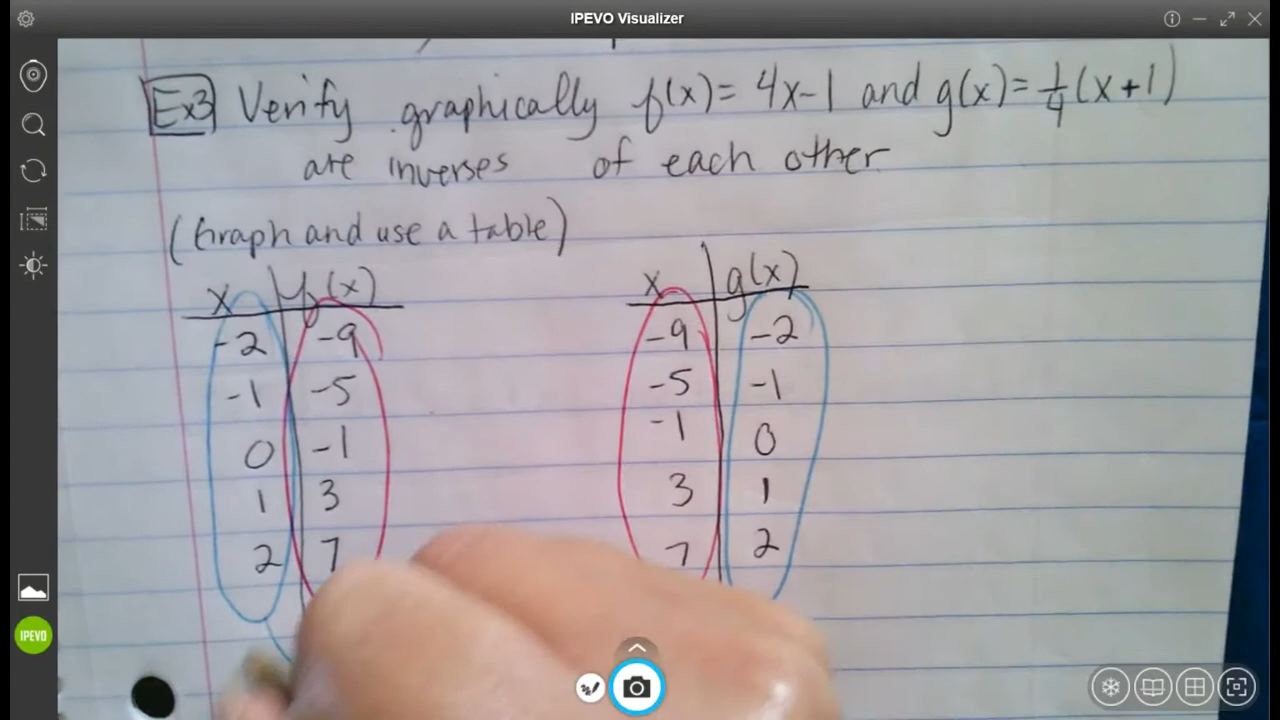 IPEVO Visualizer
Ex3 Verify graphically f(x)= 4x-1 and g(x)= 1/4(x+1)
are inverses of each other
(Graph and use a table)
x | f(x)   x | g(x)
-2 | -9   -9 | -2
-1 | -5   -5 | -1
0 | -1   -1 | 0
1 | 3   3 | 1
2 | 7   7 | 2
IPEVO